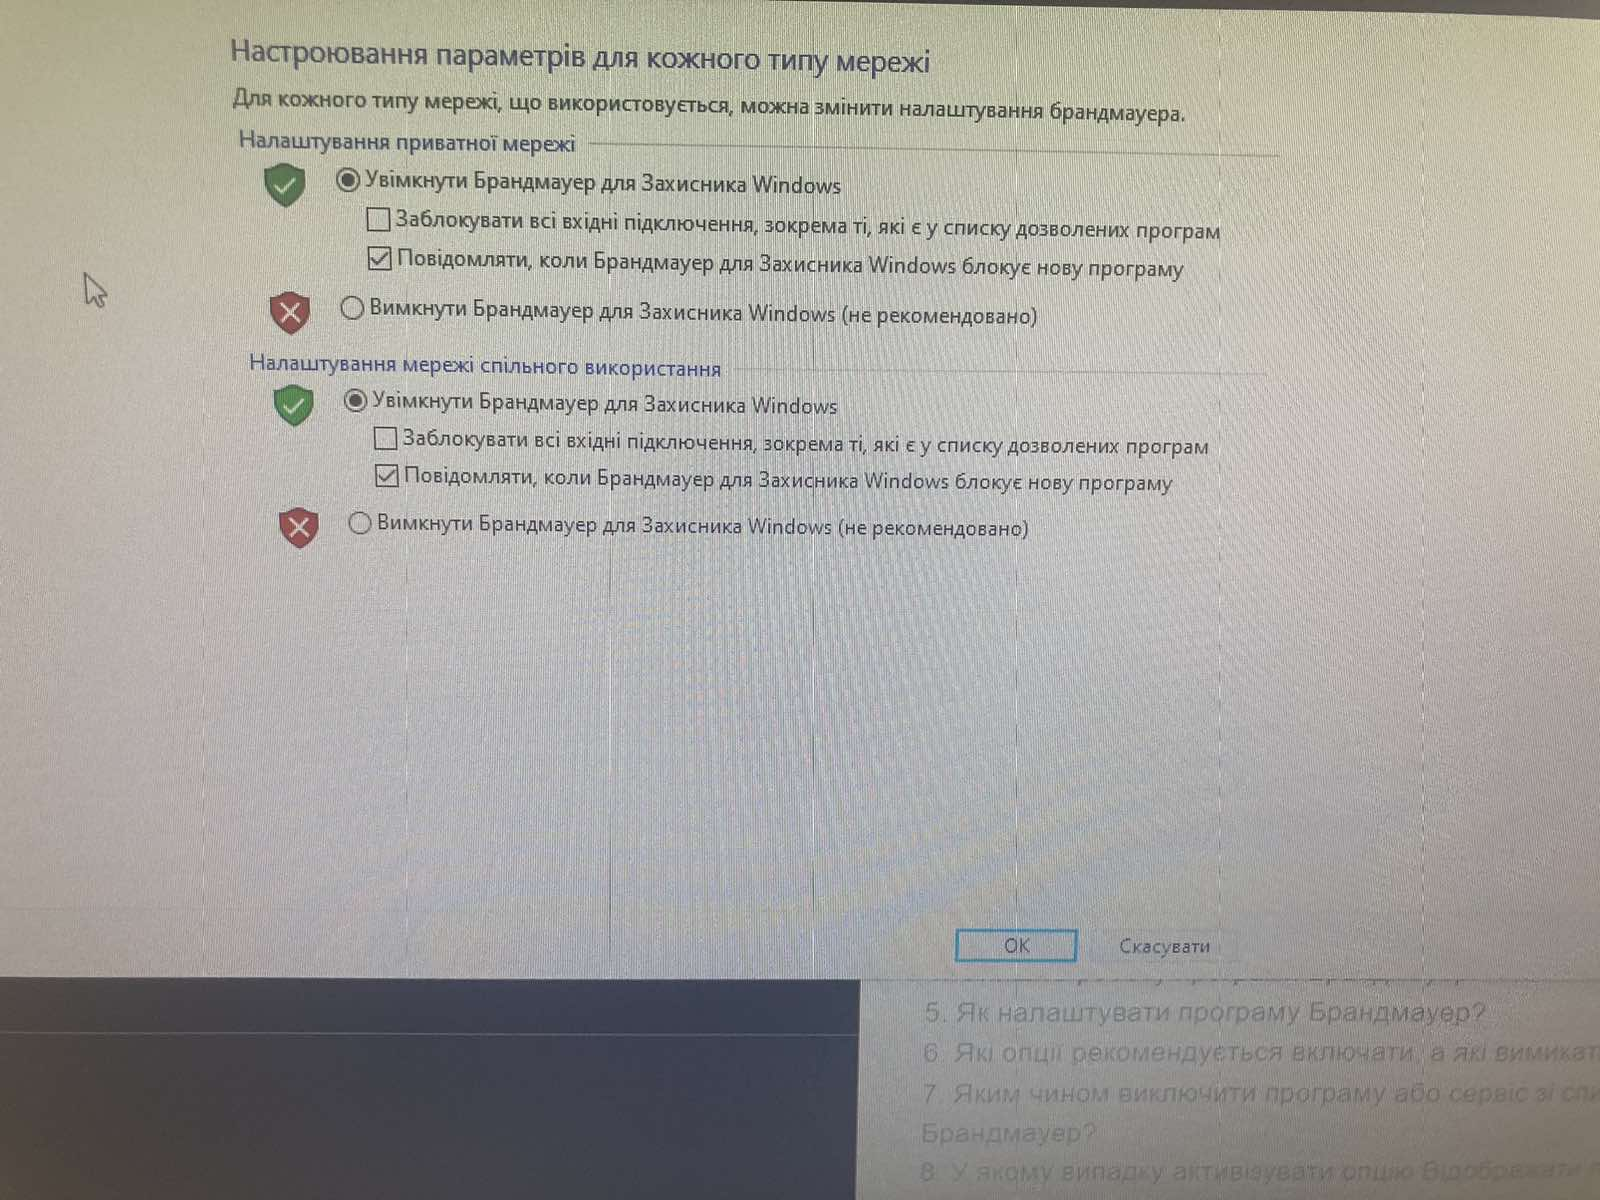 Настроювання параметрів для кожного типу мережі
Для кожного типу мережі, що використовується, можна змінити налаштування брандмауера.
Налаштування приватної мережі
Увімкнути Брандмауер для Захисника Windows
Заблокувати всі вхідні підключення, зокрема ті, які є у списку дозволених програм
Повідомляти, коли Брандмауер для Захисника Windows блокує нову програму
Вимкнути Брандмауер для Захисника Windows (не рекомендовано)
Налаштування мережі спільного використання
Увімкнути Брандмауер для Захисника Windows
Заблокувати всі вхідні підключення, зокрема ті, які є у списку дозволених програм
Повідомляти, коли Брандмауер для Захисника Windows блокує нову програму
Вимкнути Брандмауер для Захисника Windows (не рекомендовано)
ОК Скасувати
5. Як налаштувати програму Брандмауер?
6. Які опції рекомендується включати, а які вимикат
7. Яким чином виключити програму або сервіс зі спи
Брандмауер?
8. У якому випадку активізувати опцію Відображати